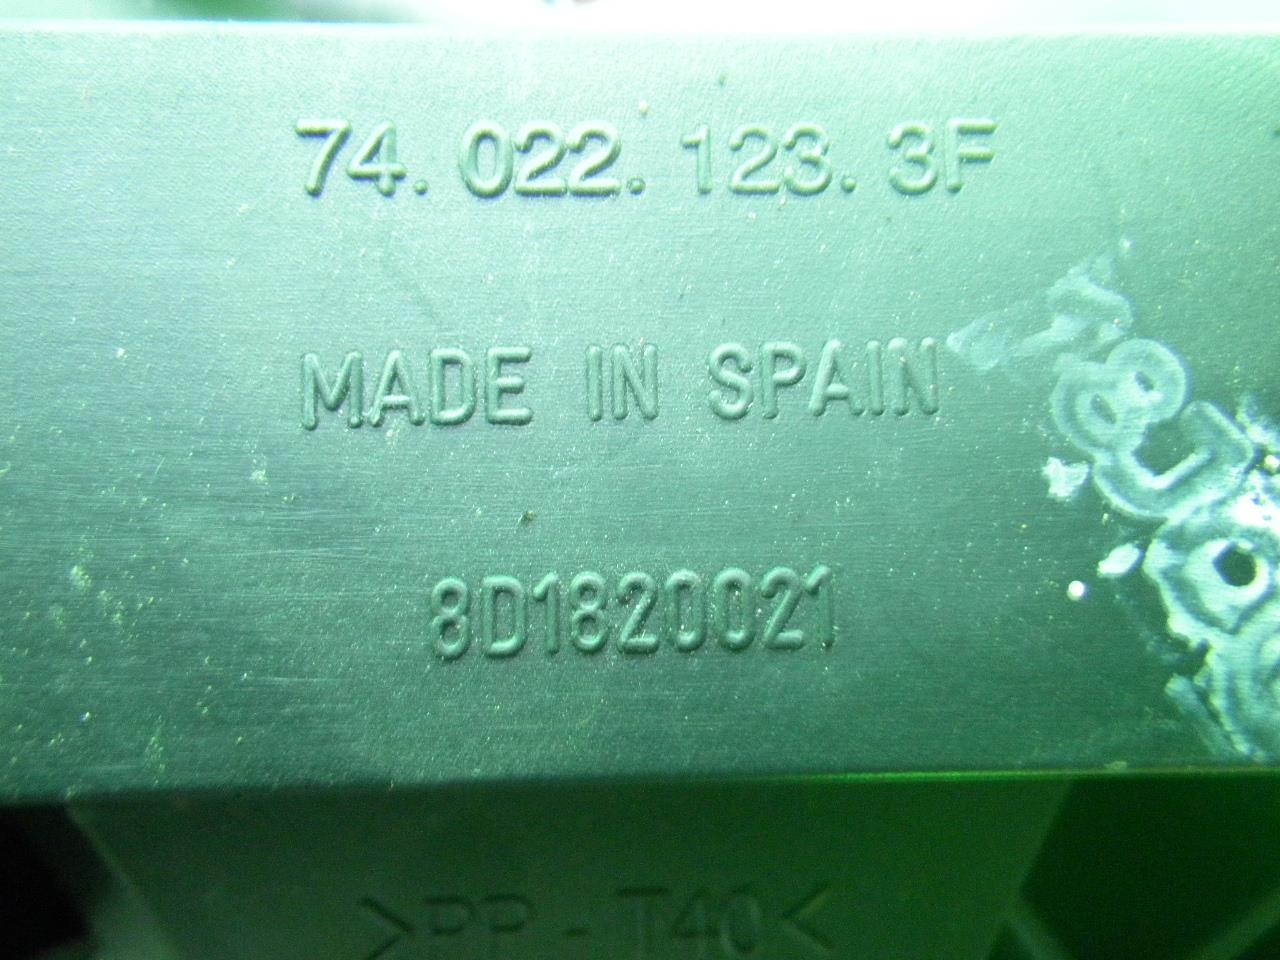 74.022.123.3F
MADE IN SPAIN
8D1820021
>PP-T40<